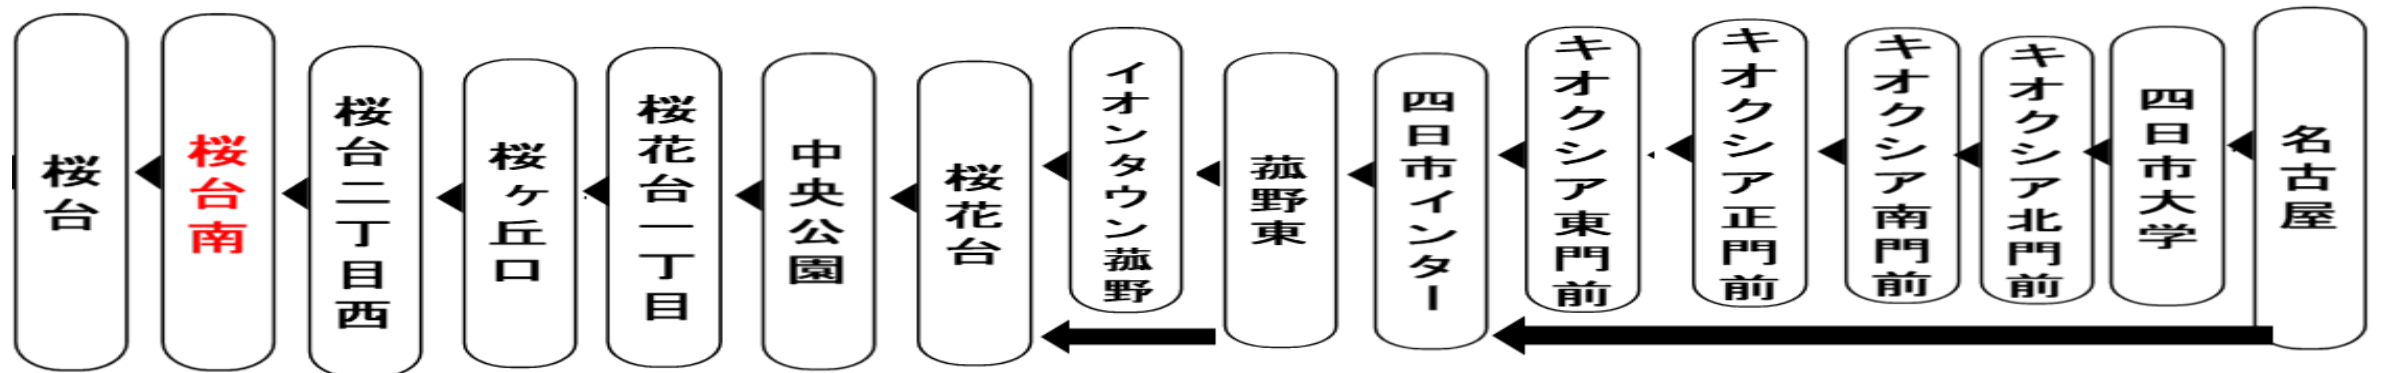 桜台
桜台南
桜台二丁目西
桜ヶ丘口
桜花台一丁目
中央公園
桜花台
イオンタウン菰野
菰野東
四日市インター
キオクシア東門前
キオクシア正門前
キオクシア南門前
キオクシア北門前
四日市大学
名古屋